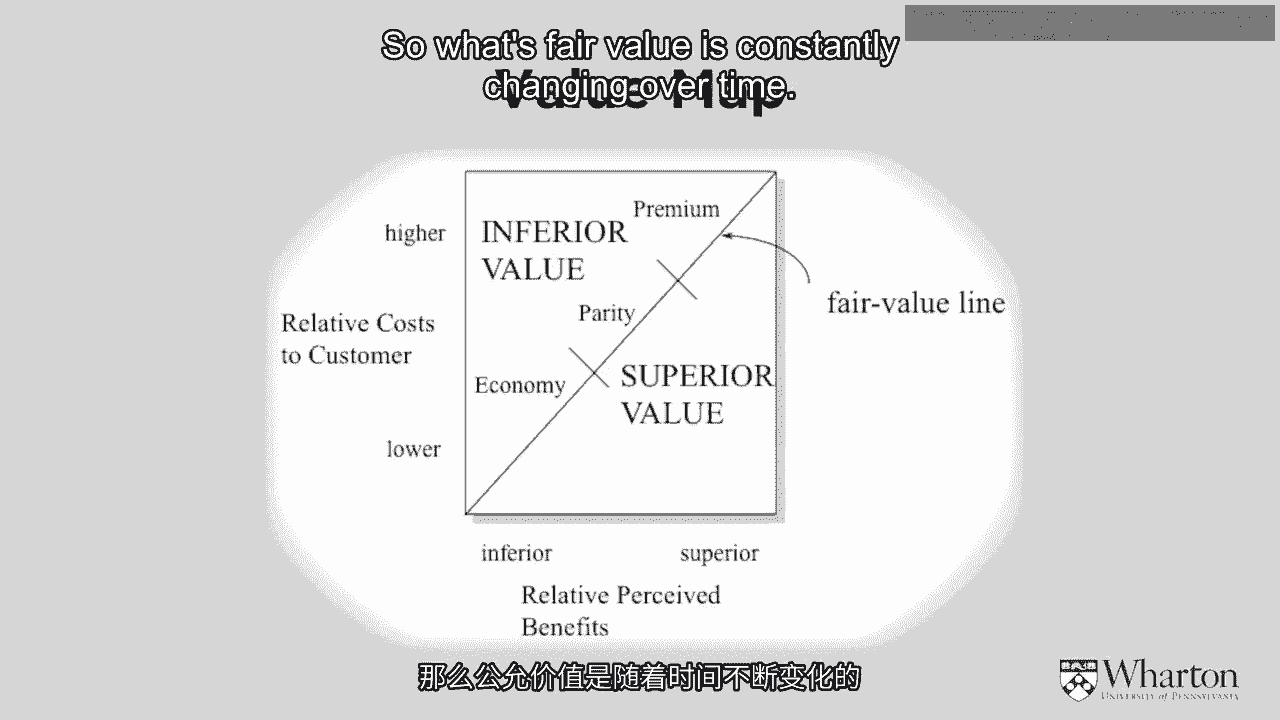 So what's fair value is constantly
changing over time.
Value Map
higher
INFERIOR
VALUE
Premium
fair-value line
Parity
Relative Costs
to Customer
Economy
SUPERIOR
VALUE
lower
inferior
superior
Relative Perceived
Benefits
那么公允价值是随着时间不断变化的
Wharton
UNIVERSITY of PENNSYLVANIA